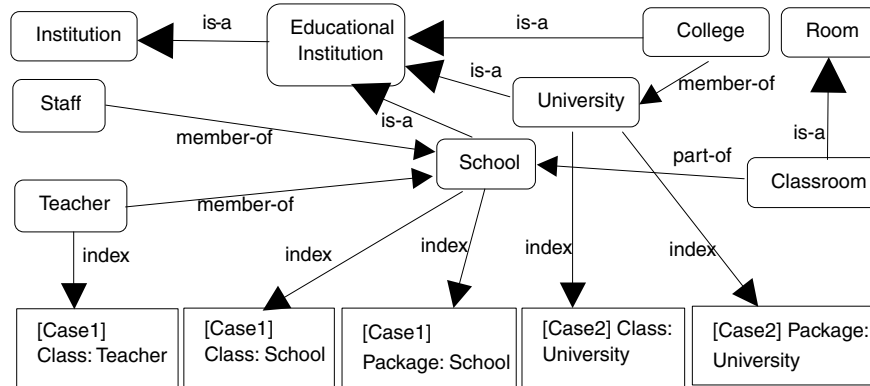 is-a
is-a
Institution
Educational
Institution
College
Room
is-a
member-of
Staff
University
is-a
member-of
is-a
School
part-of
Classroom
Teacher
member-of
index
index
index
index
index
[Case1]
Class: Teacher
[Case1]
Class: School
[Case1]
Package: School
[Case2] Class:
University
[Case2] Package:
University